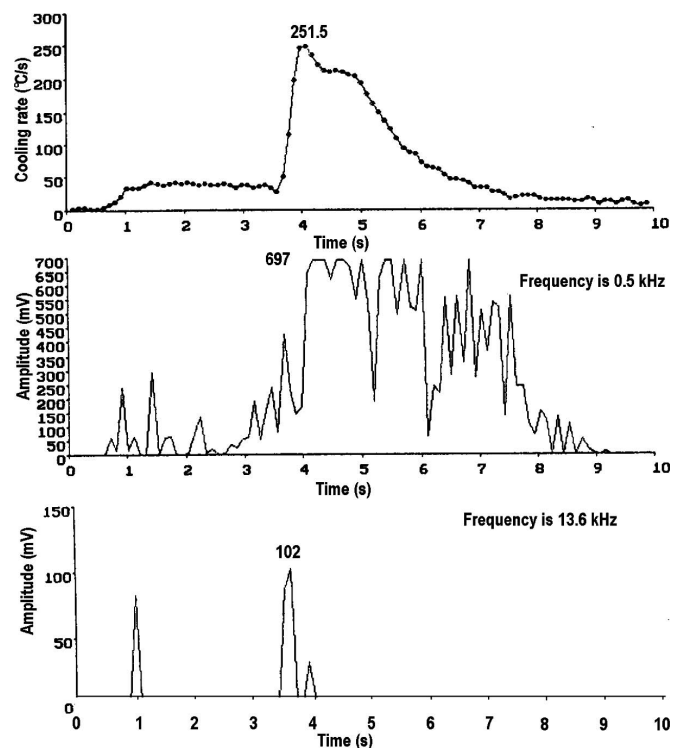 300
251.5
250
200
150
100
50
0
Cooling rate (°C/s)
0 1 2 3 4 5 6 7 8 9 10
Time (s)
697
700
650
600
550
500
450
400
350
300
250
200
150
100
50
0
Amplitude (mV)
Frequency is 0.5 kHz
0 1 2 3 4 5 6 7 8 9 10
Time (s)
150
Frequency is 13.6 kHz
102
100
50
0
Amplitude (mV)
0 1 2 3 4 5 6 7 8 9 10
Time (s)